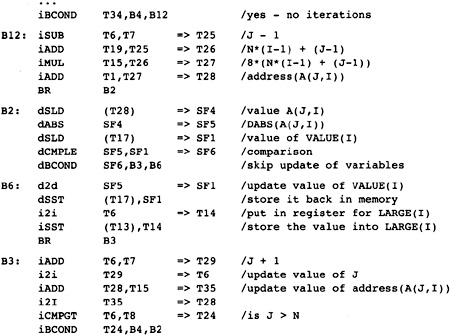 ...
iBCOND T34,B4,B12 /yes - no iterations
B12: iSUB T6,T7 => T25 /J - 1
iADD T19,T25 => T26 /N*(I-1) + (J-1)
iMUL T15,T26 => T27 /8*(N*(I-1) + (J-1))
iADD T1,T27 => T28 /address(A(J,I))
BR B2
B2: dSLD (T28) => SF4 /value A(J,I)
dABS SF4 => SF5 /DABS(A(J,I))
dSLD (T17) => SF1 /value of VALUE(I)
dCMPLE SF5,SF1 => SF6 /comparison
dBCOND SF6,B3,B6 /skip update of variables
B6: d2d SF5 => SF1 /update value of VALUE(I)
dSST (T17),SF1 /store it back in memory
i2i T6 => T14 /put in register for LARGE(I)
iSST (T13),T14 /store the value into LARGE(I)
BR B3
B3: iADD T6,T7 => T29 /J + 1
i2i T29 => T6 /update value of J
iADD T28,T15 => T35 /update value of address(A(J,I))
i2I T35 => T28
iCMPGT T6,T8 => T24 /is J > N
iBCOND T24,B4,B2